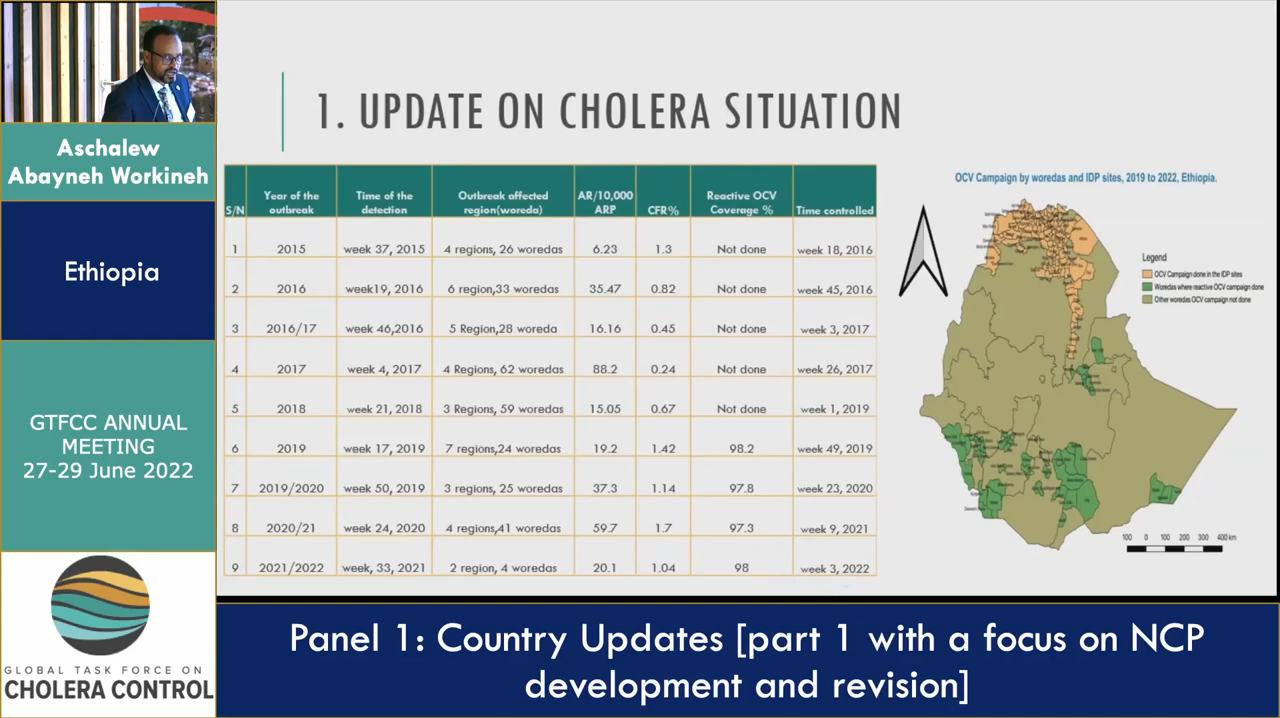 Aschalew
Abayneh Workineh
Ethiopia
GTFCC ANNUAL
MEETING
27-29 June 2022
GLOBAL TASK FORCE ON
CHOLERA CONTROL
1. UPDATE ON CHOLERA SITUATION
S/N Year of the outbreak Time of the detection Outbreak affected region(woreda) AR/10,000 ARP CFR% Reactive OCV Coverage % Time controlled
1 2015 week 37, 2015 4 regions, 26 woredas 6.23 1.3 Not done week 18, 2016
2 2016 week19, 2016 6 region,33 woredas 35.47 0.82 Not done week 45, 2016
3 2016/17 week 46,2016 5 Region,28 woreda 16.16 0.45 Not done week 3, 2017
4 2017 week 4, 2017 4 Regions, 62 woredas 88.2 0.24 Not done week 26, 2017
5 2018 week 21, 2018 3 Regions, 59 woredas 15.05 0.67 Not done week 1, 2019
6 2019 week 17, 2019 7 regions,24 woredas 19.2 1.42 98.2 week 49, 2019
7 2019/2020 week 50, 2019 3 regions, 25 woredas 37.3 1.14 97.8 week 23, 2020
8 2020/21 week 24, 2020 4 regions,41 woredas 59.7 1.7 97.3 week 9, 2021
9 2021/2022 week, 33, 2021 2 region, 4 woredas 20.1 1.04 98 week 3, 2022
OCV Campaign by woredas and IDP sites, 2019 to 2022, Ethiopia.
Legend
OCV Campaign done in the IDP sites
Woredas where reactive OCV campaign done
Other woredas OCV campaign not done
100 0 100 200 300 400 km
Panel 1: Country Updates [part 1 with a focus on NCP
development and revision]